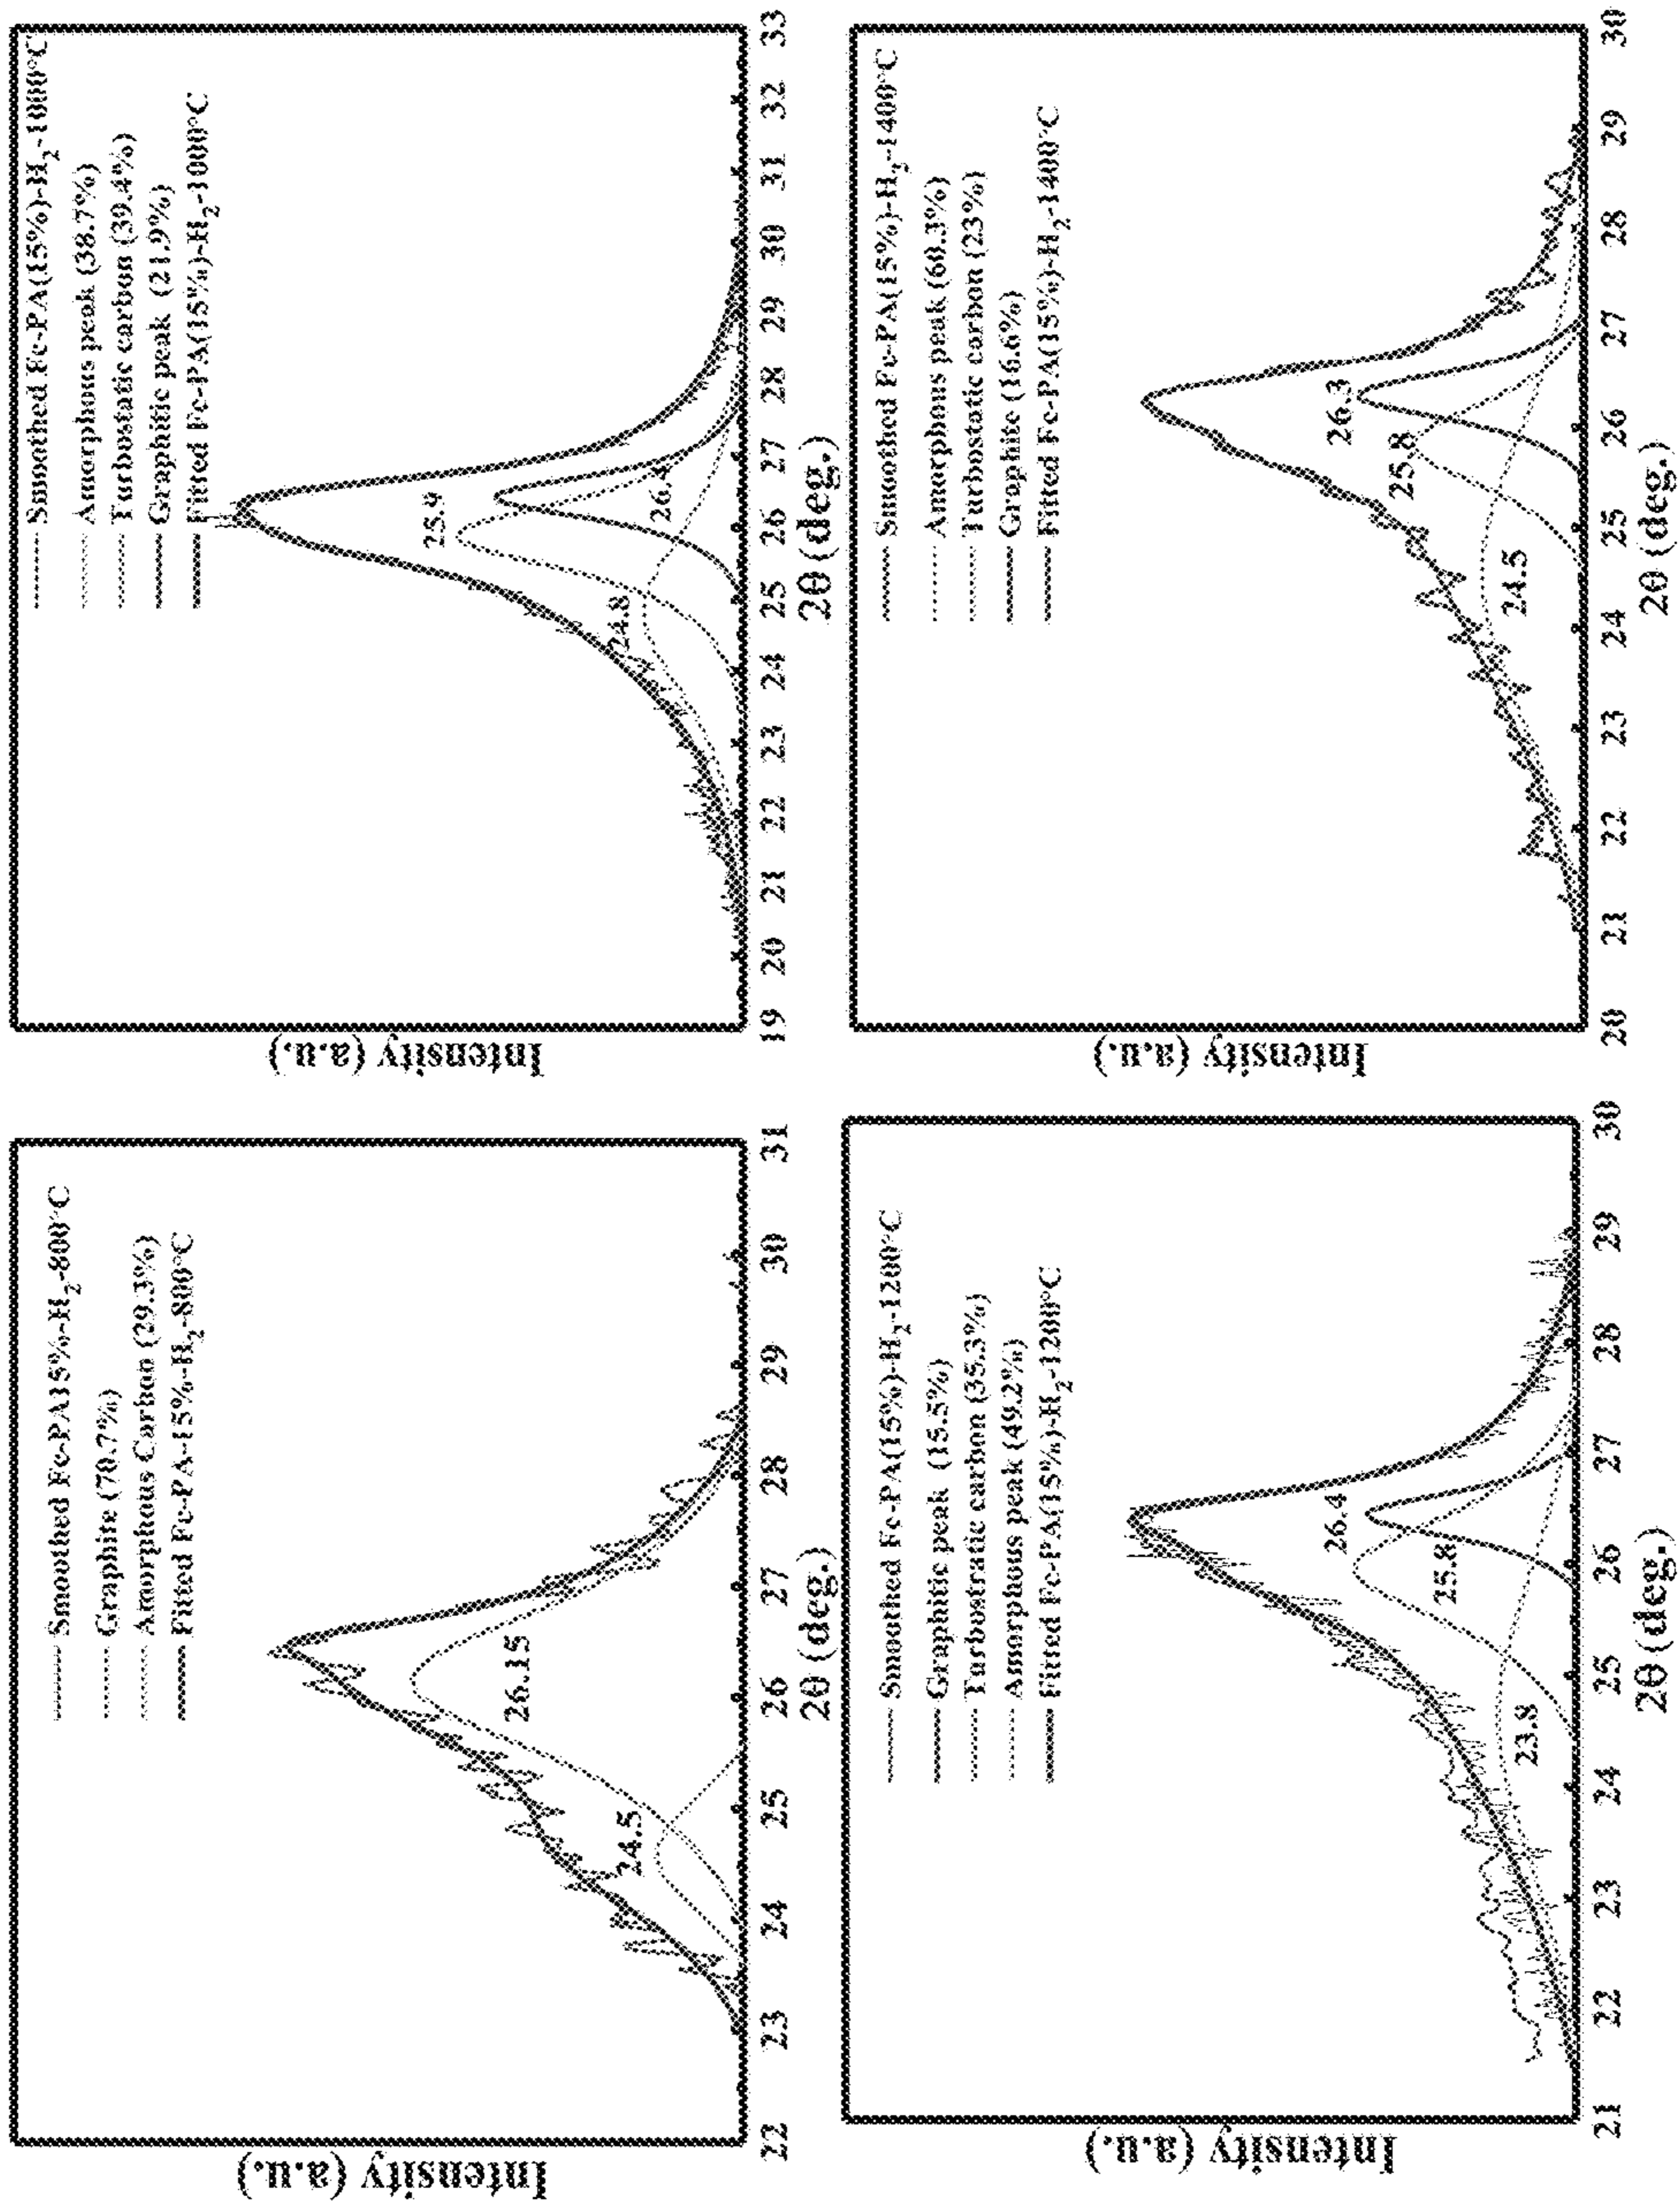 Smoothed Fe-PA15%-H2-800°C
Graphite (70.7%)
Amorphous Carbon (29.3%)
Fitted Fe-PA-15%-H2-800°C
24.5
26.15
Intensity (a.u.)
22 23 24 25 26 27 28 29 30 31
2θ (deg.)
Smoothed Fe-PA(15%)-H2-1000°C
Amorphous peak (38.7%)
Turbostatic carbon (39.4%)
Graphitic peak (21.9%)
Fitted Fe-PA(15%)-H2-1000°C
25.9
24.8
26.4
Intensity (a.u.)
19 20 21 22 23 24 25 26 27 28 29 30 31 32 33
2θ (deg.)
Smoothed Fe-PA(15%)-H2-1200°C
Graphitic peak (15.5%)
Turbostratic carbon (35.3%)
Amorphous peak (49.2%)
Fitted Fe-PA(15%)-H2-1200°C
26.4
25.8
23.8
Intensity (a.u.)
21 22 23 24 25 26 27 28 29 30
2θ (deg.)
Smoothed Fe-PA(15%)-H2-1400°C
Amorphous peak (60.3%)
Turbostatic carbon (23%)
Graphite (16.6%)
Fitted Fe-PA(15%)-H2-1400°C
26.3
25.8
24.5
Intensity (a.u.)
20 21 22 23 24 25 26 27 28 29 30
2θ (deg.)